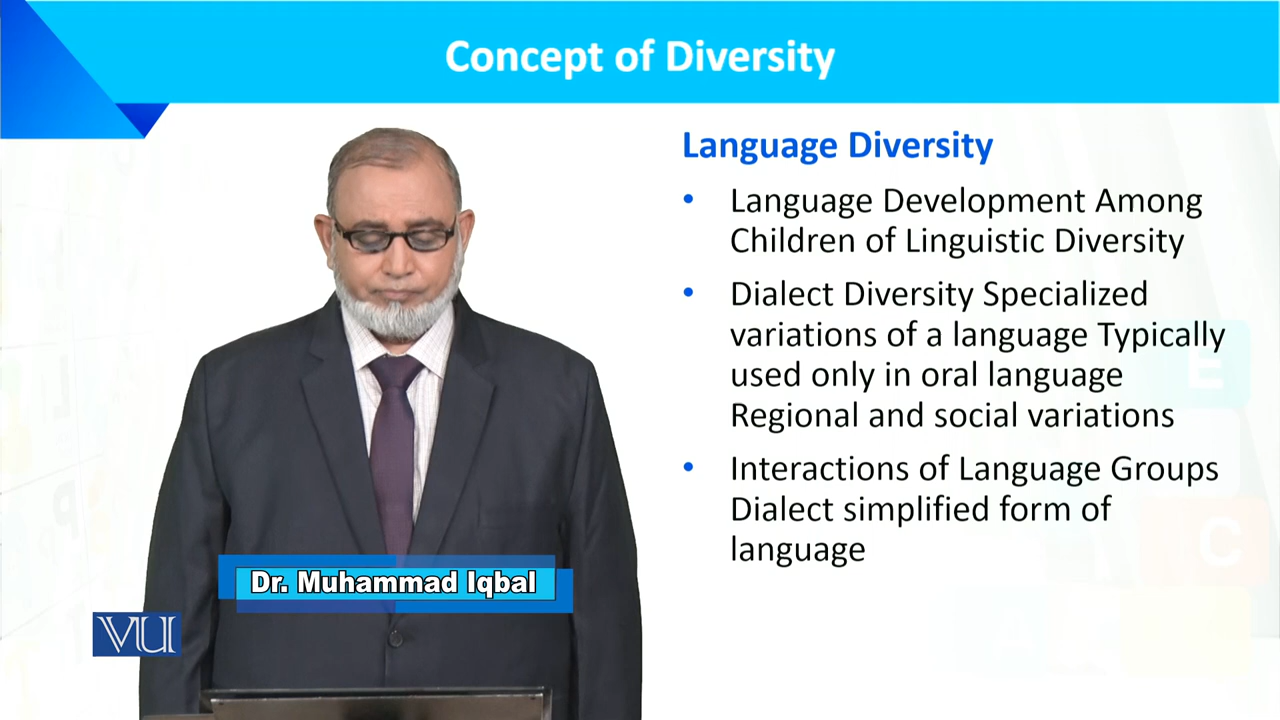 Concept of Diversity
Language Diversity
• Language Development Among
Children of Linguistic Diversity
• Dialect Diversity Specialized
variations of a language Typically
used only in oral language
Regional and social variations
• Interactions of Language Groups
Dialect simplified form of
language
Dr. Muhammad Iqbal
VU
E
C